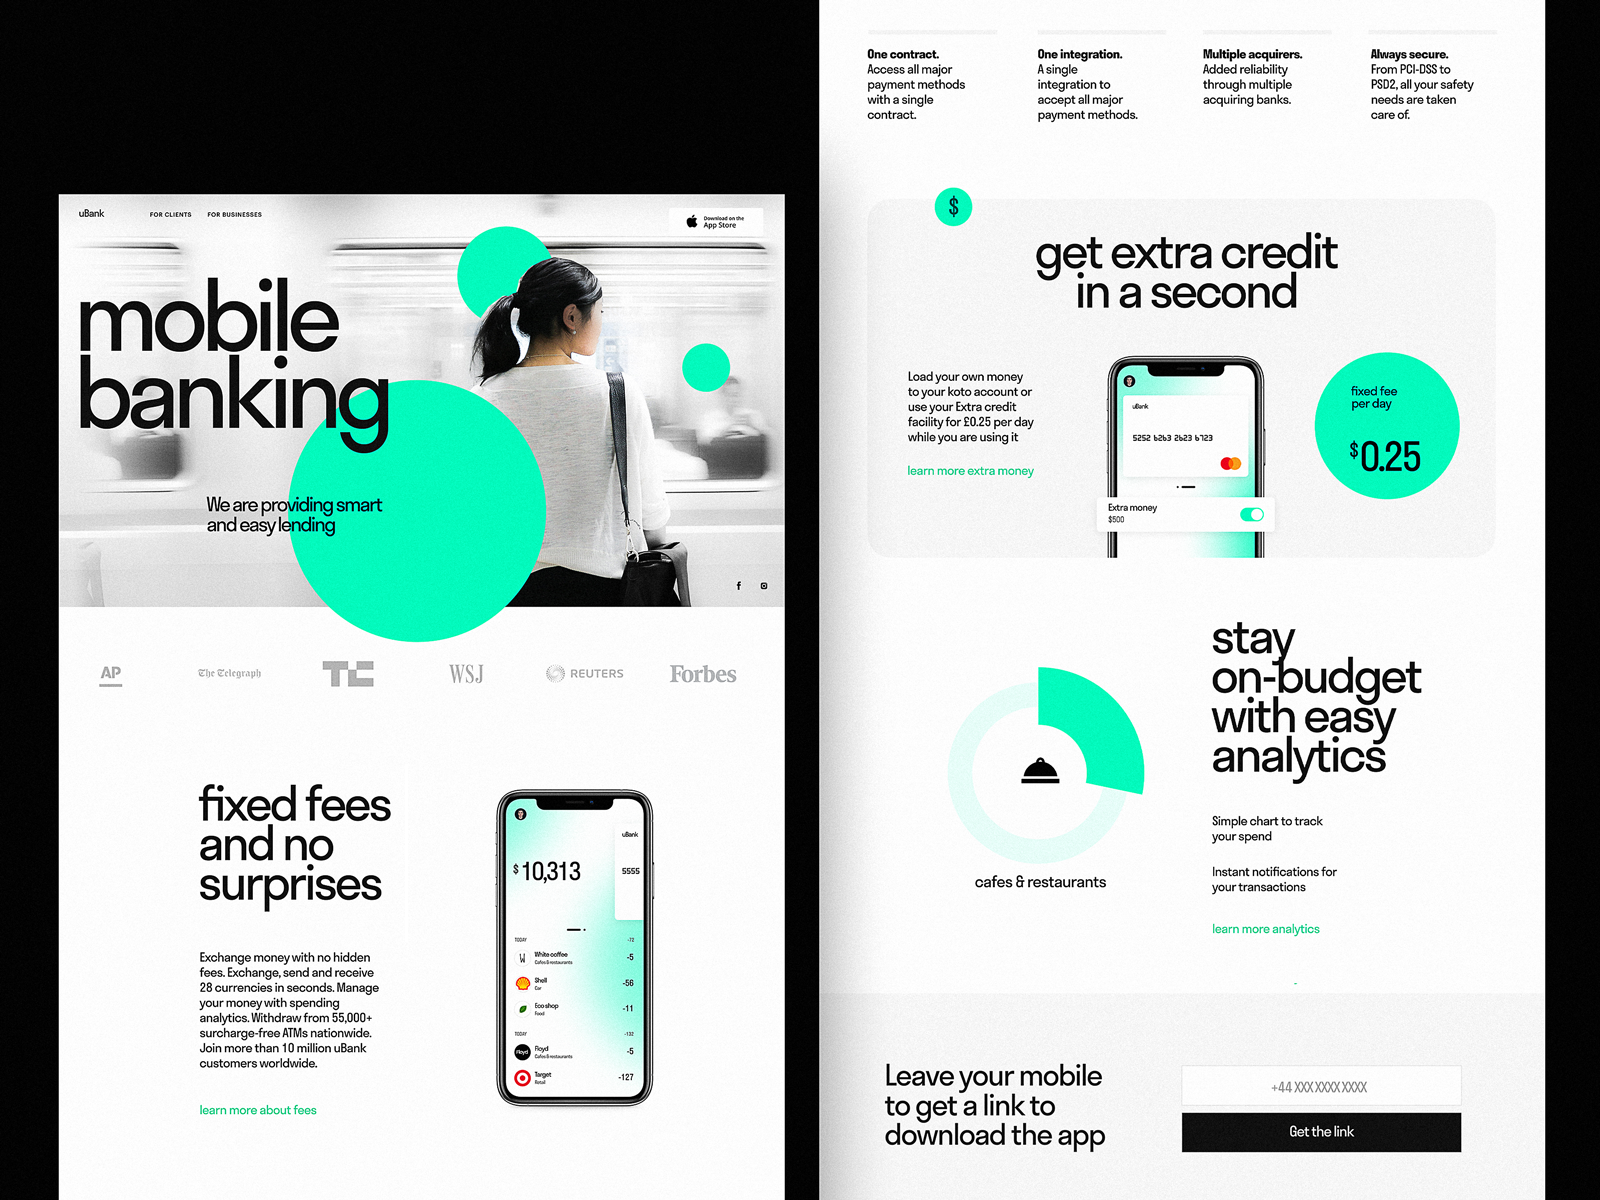 uBank
FOR CLIENTS
FOR BUSINESSES
Download on the
App Store
mobile
banking
We are providing smart
and easy lending
AP
The Telegraph
TC
WSJ
REUTERS
Forbes
fixed fees
and no
surprises
Exchange money with no hidden
fees. Exchange, send and receive
28 currencies in seconds. Manage
your money with spending
analytics. Withdraw from 55,000+
surcharge-free ATMs nationwide.
Join more than 10 million uBank
customers worldwide.
learn more about fees
uBank
$10,313
5555
TODAY -72
White coffee
Cafes & restaurants
-5
Shell
Car
-56
Eco shop
Food
-11
TODAY -132
Floyd
Floyd
Cafes & restaurants
-5
Target
Retail
-127
One contract.
Access all major
payment methods
with a single
contract.
One integration.
A single
integration to
accept all major
payment methods.
Multiple acquirers.
Added reliability
through multiple
acquiring banks.
Always secure.
From PCI-DSS to
PSD2, all your safety
needs are taken
care of.
$
get extra credit
in a second
Load your own money
to your koto account or
use your Extra credit
facility for £0.25 per day
while you are using it
learn more extra money
uBank
5252 6263 2623 6723
Extra money
$500
fixed fee
per day
$0.25
stay
on-budget
with easy
analytics
cafes & restaurants
Simple chart to track
your spend
Instant notifications for
your transactions
learn more analytics
Leave your mobile
to get a link to
download the app
+44 XXX XXXX XXXX
Get the link